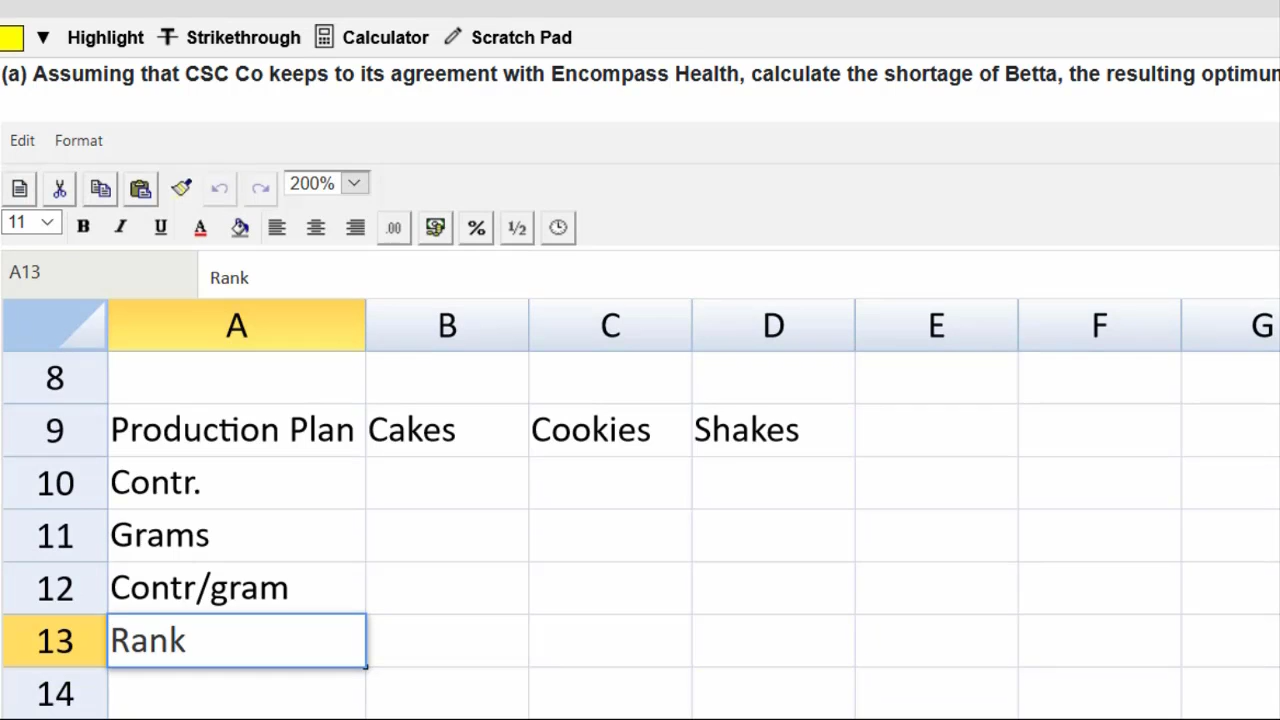 Highlight Strikethrough Calculator Scratch Pad
(a) Assuming that CSC Co keeps to its agreement with Encompass Health, calculate the shortage of Betta, the resulting
Edit Format
200%
11 B I U A .00 % 1/2
A13 Rank
A B C D E F G
8
9 Production Plan Cakes Cookies Shakes
10 Contr.
11 Grams
12 Contr/gram
13 Rank
14